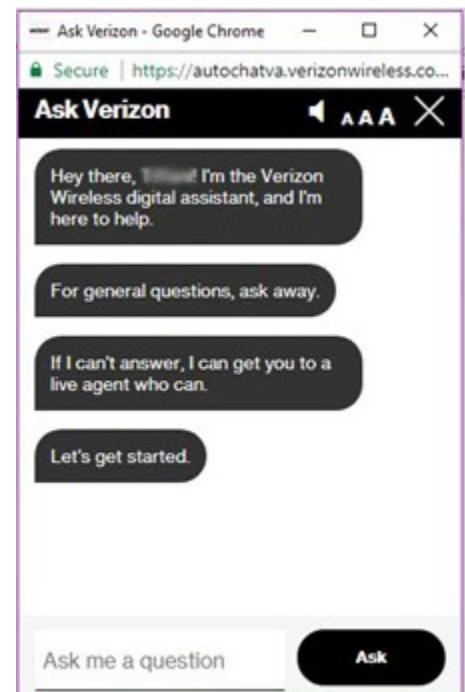 Ask Verizon - Google Chrome
Secure | https://autochatva.verizonwireless.co...
Ask Verizon
A A A
Hey there, I'm the Verizon
Wireless digital assistant, and I'm
here to help.
For general questions, ask away.
If I can't answer, I can get you to a
live agent who can.
Let's get started.
Ask me a question
Ask